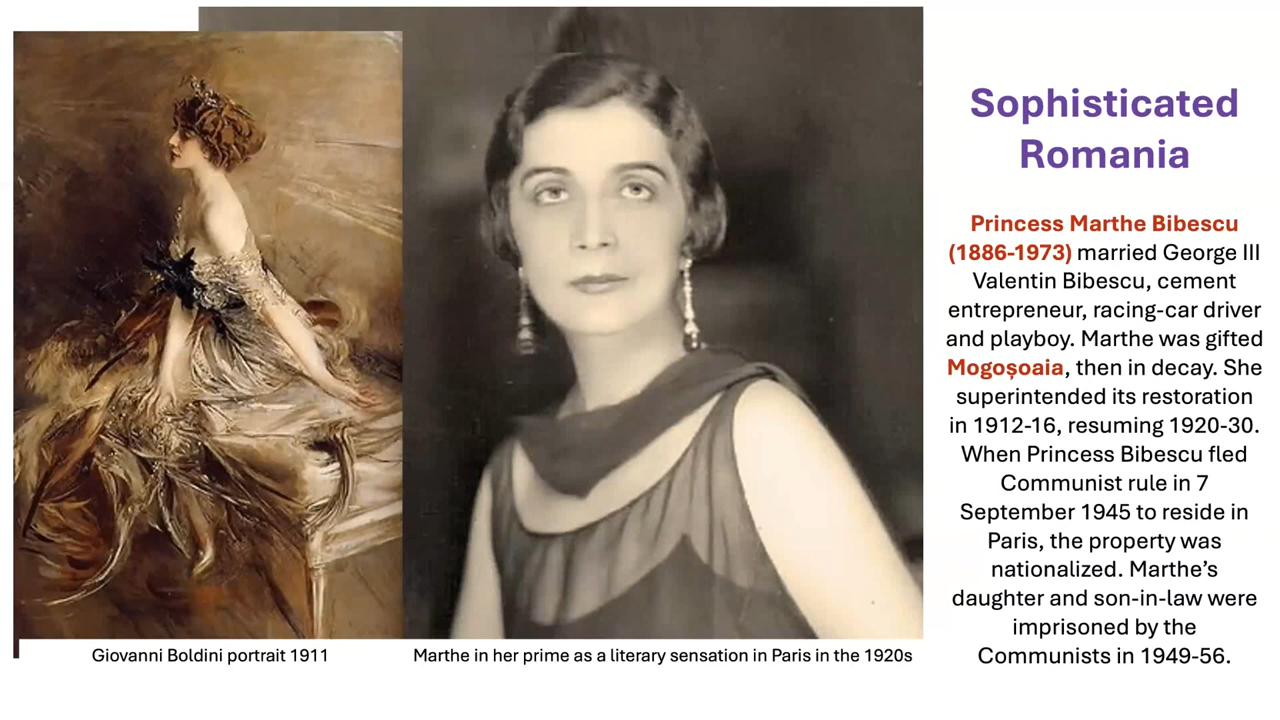 Sophisticated
Romania
Princess Marthe Bibescu
(1886-1973) married George III
Valentin Bibescu, cement
entrepreneur, racing-car driver
and playboy. Marthe was gifted
Mogoșoaia, then in decay. She
superintended its restoration
in 1912-16, resuming 1920-30.
When Princess Bibescu fled
Communist rule in 7
September 1945 to reside in
Paris, the property was
nationalized. Marthe’s
daughter and son-in-law were
imprisoned by the
Communists in 1949-56.
Giovanni Boldini portrait 1911
Marthe in her prime as a literary sensation in Paris in the 1920s